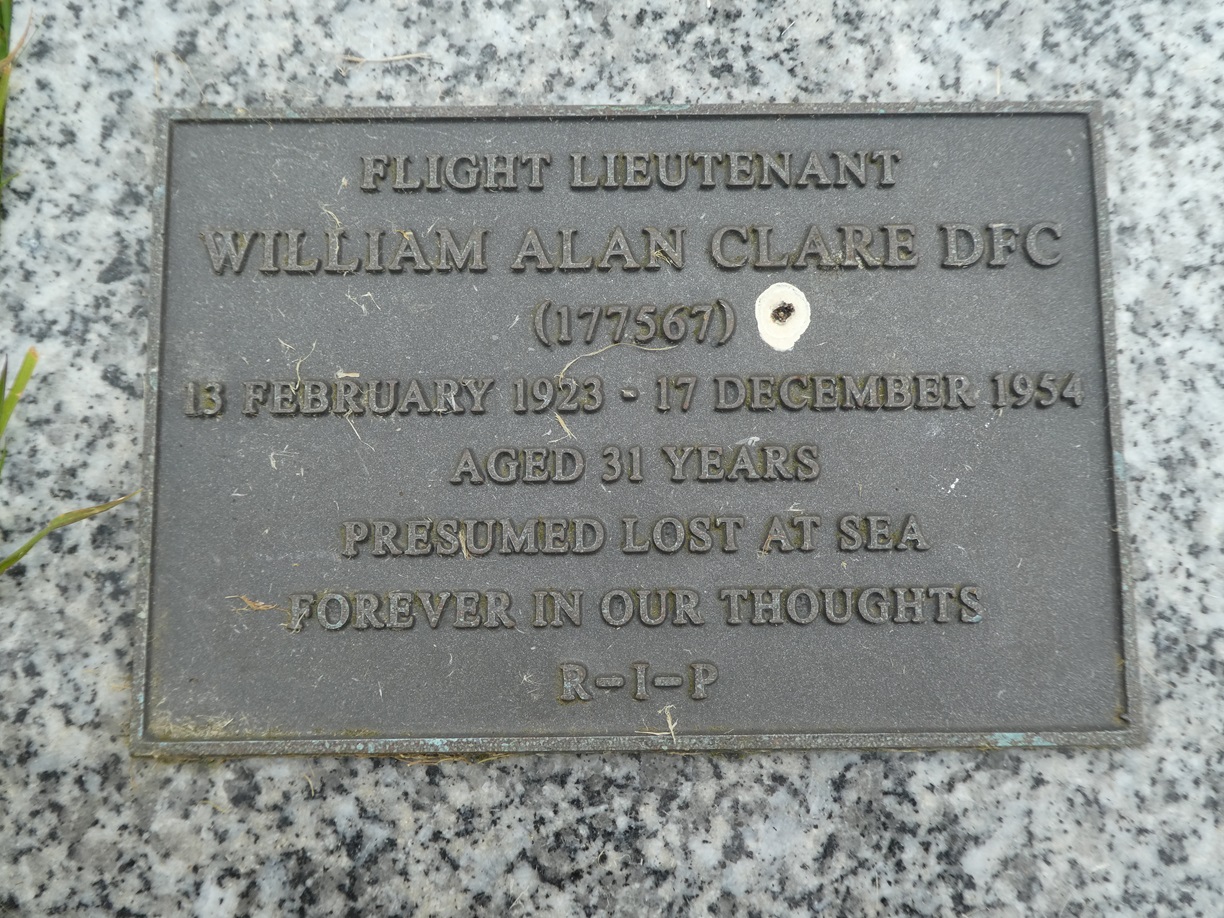 FLIGHT LIEUTENANT
WILLIAM ALAN CLARE DFC
(177567)
13 FEBRUARY 1923 - 17 DECEMBER 1954
AGED 31 YEARS
PRESUMED LOST AT SEA
FOREVER IN OUR THOUGHTS
R-I-P